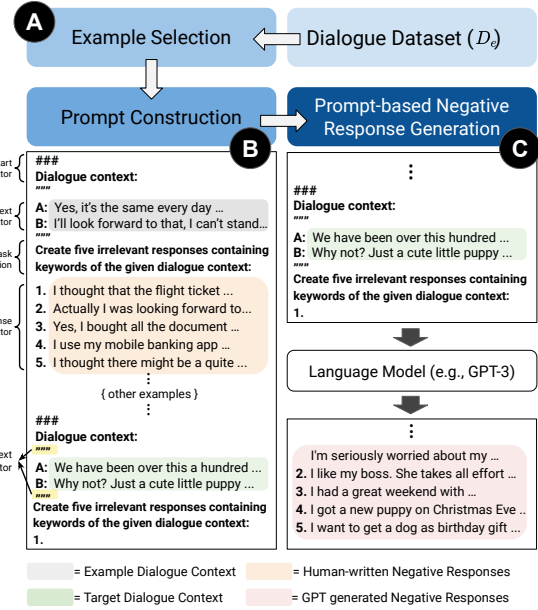 A
Example Selection
Dialogue Dataset (De)
Prompt Construction
B
Prompt-based Negative
Response Generation
C
###
Dialogue context:
"""
A: Yes, it's the same every day ...
B: I'll look forward to that, I can't stand...
"""
Create five irrelevant responses containing
keywords of the given dialogue context:
1. I thought that the flight ticket ...
2. Actually I was looking forward to...
3. Yes, I bought all the document ...
4. I use my mobile banking app ...
5. I thought there might be a quite ...
{ other examples }
###
Dialogue context:
"""
A: We have been over this a hundred ...
B: Why not? Just a cute little puppy ...
"""
Create five irrelevant responses containing
keywords of the given dialogue context:
1.
###
Dialogue context:
"""
A: We have been over this hundred ...
B: Why not? Just a cute little puppy ...
"""
Create five irrelevant responses containing
keywords of the given dialogue context:
1.
Language Model (e.g., GPT-3)
I'm seriously worried about my ...
2. I like my boss. She takes all effort ...
3. I had a great weekend with ...
4. I got a new puppy on Christmas Eve ..
5. I want to get a dog as birthday gift ...
= Example Dialogue Context
= Human-written Negative Responses
= Target Dialogue Context
= GPT generated Negative Responses